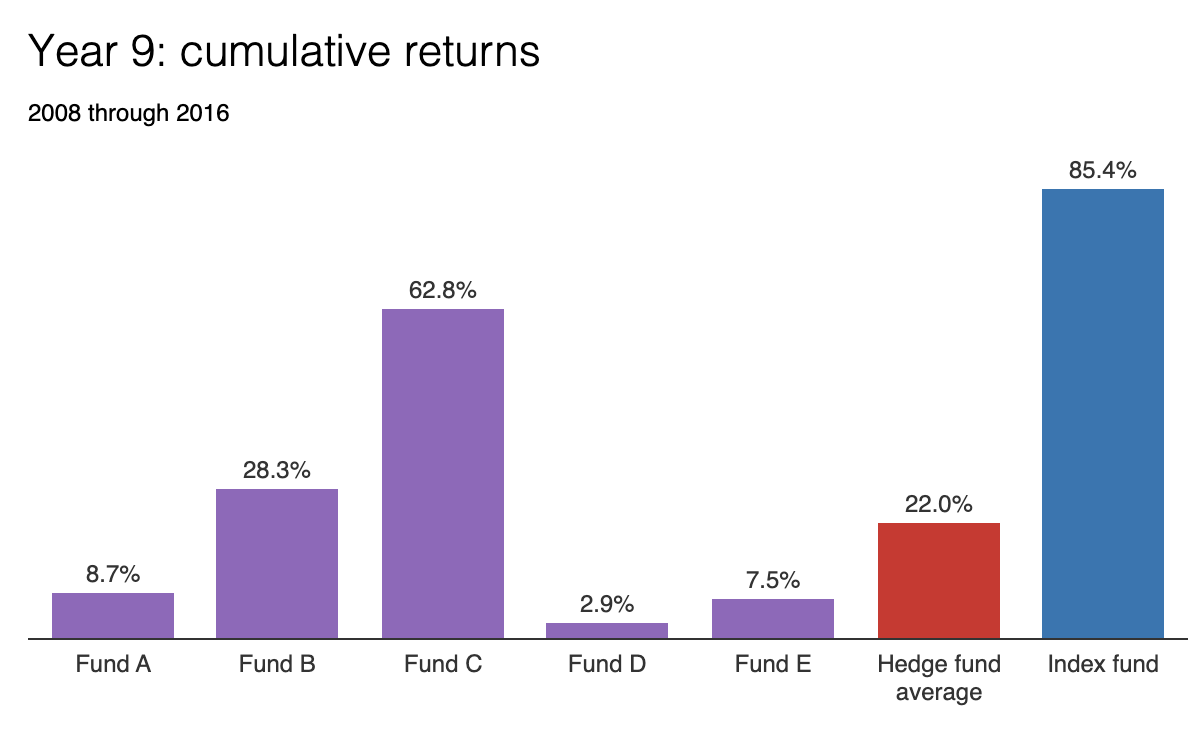 Year 9: cumulative returns
2008 through 2016
85.4%
62.8%
28.3%
22.0%
8.7%
7.5%
2.9%
Fund A
Fund B
Fund C
Fund D
Fund E
Hedge fund
average
Index fund